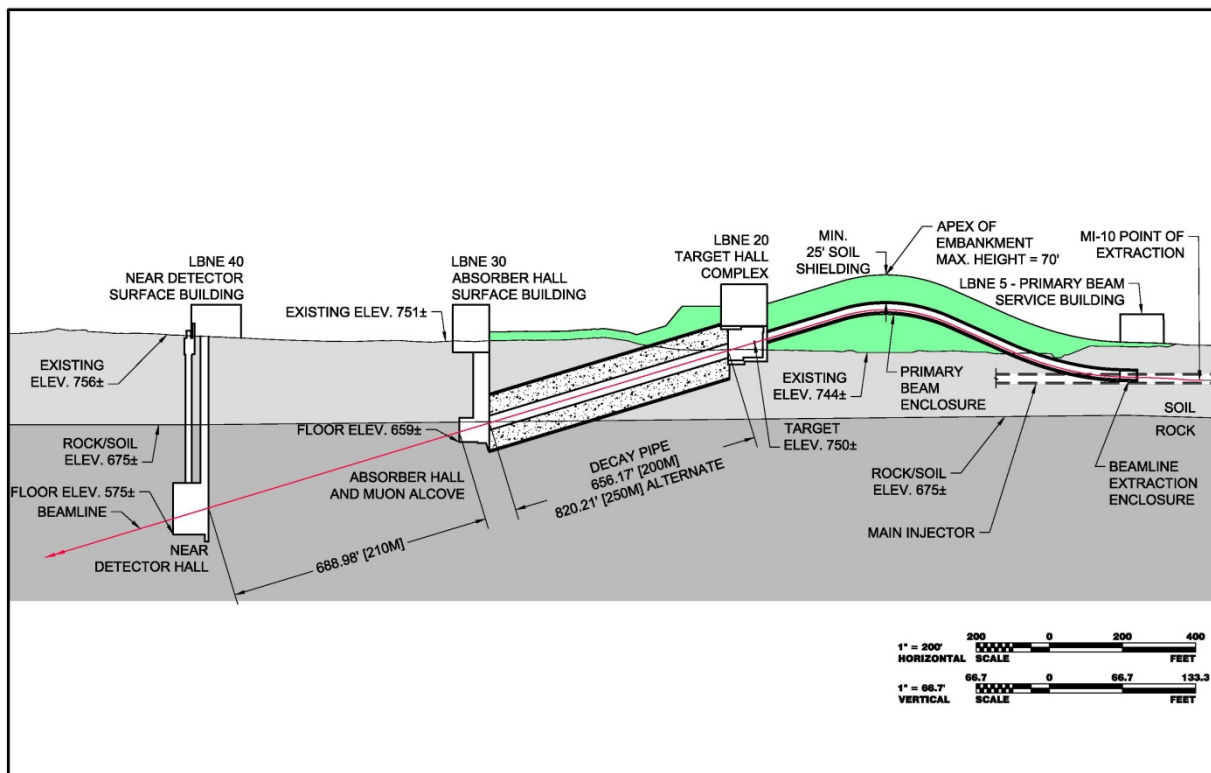 LBNE 40
NEAR DETECTOR
SURFACE BUILDING
LBNE 30
ABSORBER HALL
SURFACE BUILDING
LBNE 20
TARGET HALL
COMPLEX
MIN.
25' SOIL
SHIELDING
APEX OF
EMBANKMENT
MAX. HEIGHT = 70'
MI-10 POINT OF
EXTRACTION
LBNE 5 - PRIMARY BEAM
SERVICE BUILDING
EXISTING ELEV. 751±
EXISTING
ELEV. 756±
EXISTING
ELEV. 744±
PRIMARY
BEAM
ENCLOSURE
SOIL
ROCK
ROCK/SOIL
ELEV. 675±
FLOOR ELEV. 659±
TARGET
ELEV. 750±
DECAY PIPE
656.17' [200M]
820.21' [250M] ALTERNATE
ABSORBER HALL
AND MUON ALCOVE
ROCK/SOIL
ELEV. 675±
BEAMLINE
EXTRACTION
ENCLOSURE
FLOOR ELEV. 575±
BEAMLINE
MAIN INJECTOR
NEAR
DETECTOR HALL
688.98' [210M]
200 0 200 400
1" = 200'
HORIZONTAL SCALE FEET
66.7 0 66.7 133.3
1" = 66.7'
VERTICAL SCALE FEET